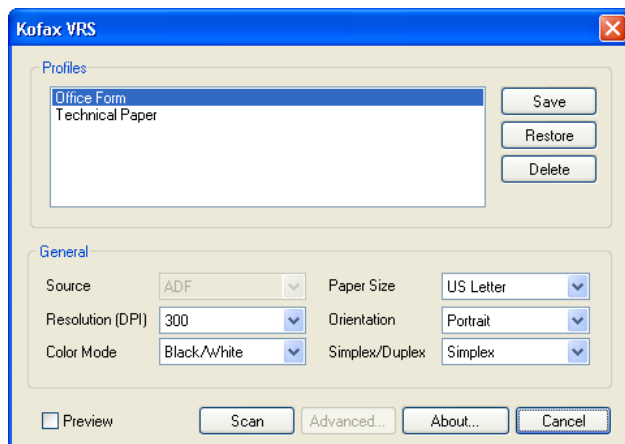 Kofax VRS
Profiles
Office Form
Technical Paper
Save
Restore
Delete
General
Source ADF Paper Size US Letter
Resolution (DPI) 300 Orientation Portrait
Color Mode Black/White Simplex/Duplex Simplex
Preview Scan Advanced... About... Cancel